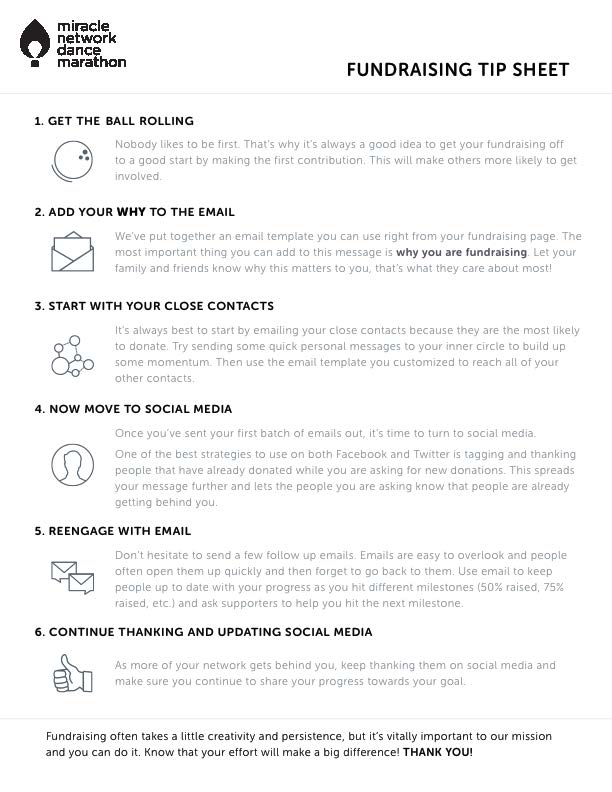 miracle
network
dance
marathon
FUNDRAISING TIP SHEET
1. GET THE BALL ROLLING
Nobody likes to be first. That's why it's always a good idea to get your fundraising off
to a good start by making the first contribution. This will make others more likely to get
involved.
2. ADD YOUR WHY TO THE EMAIL
We've put together an email template you can use right from your fundraising page. The
most important thing you can add to this message is why you are fundraising. Let your
family and friends know why this matters to you, that's what they care about most!
3. START WITH YOUR CLOSE CONTACTS
It's always best to start by emailing your close contacts because they are the most likely
to donate. Try sending some quick personal messages to your inner circle to build up
some momentum. Then use the email template you customized to reach all of your
other contacts.
4. NOW MOVE TO SOCIAL MEDIA
Once you've sent your first batch of emails out, it's time to turn to social media.
One of the best strategies to use on both Facebook and Twitter is tagging and thanking
people that have already donated while you are asking for new donations. This spreads
your message further and lets the people you are asking know that people are already
getting behind you.
5. REENGAGE WITH EMAIL
Don't hesitate to send a few follow up emails. Emails are easy to overlook and people
often open them up quickly and then forget to go back to them. Use email to keep
people up to date with your progress as you hit different milestones (50% raised, 75%
raised, etc.) and ask supporters to help you hit the next milestone.
6. CONTINUE THANKING AND UPDATING SOCIAL MEDIA
As more of your network gets behind you, keep thanking them on social media and
make sure you continue to share your progress towards your goal.
Fundraising often takes a little creativity and persistence, but it's vitally important to our mission
and you can do it. Know that your effort will make a big difference! THANK YOU!